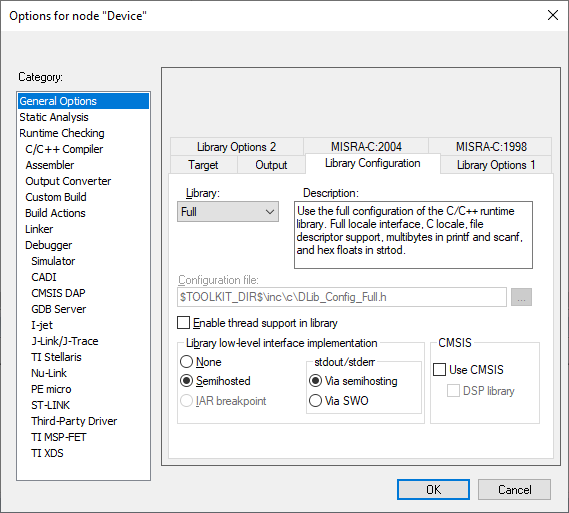 Options for node "Device"
Category:
General Options
Static Analysis
Runtime Checking
C/C++ Compiler
Assembler
Output Converter
Custom Build
Build Actions
Linker
Debugger
Simulator
CADI
CMSIS DAP
GDB Server
I-jet
J-Link/J-Trace
TI Stellaris
Nu-Link
PE micro
ST-LINK
Third-Party Driver
TI MSP-FET
TI XDS
Library Options 2
MISRA-C:2004
MISRA-C:1998
Target
Output
Library Configuration
Library Options 1
Library:
Full
Description:
Use the full configuration of the C/C++ runtime
library. Full locale interface, C locale, file
descriptor support, multibytes in printf and scanf,
and hex floats in strtod.
Configuration file:
$TOOLKIT_DIR$\inc\c\DLib_Config_Full.h
...
Enable thread support in library
Library low-level interface implementation
None
Semihosted
IAR breakpoint
stdout/stderr
Via semihosting
Via SWO
CMSIS
Use CMSIS
DSP library
OK
Cancel